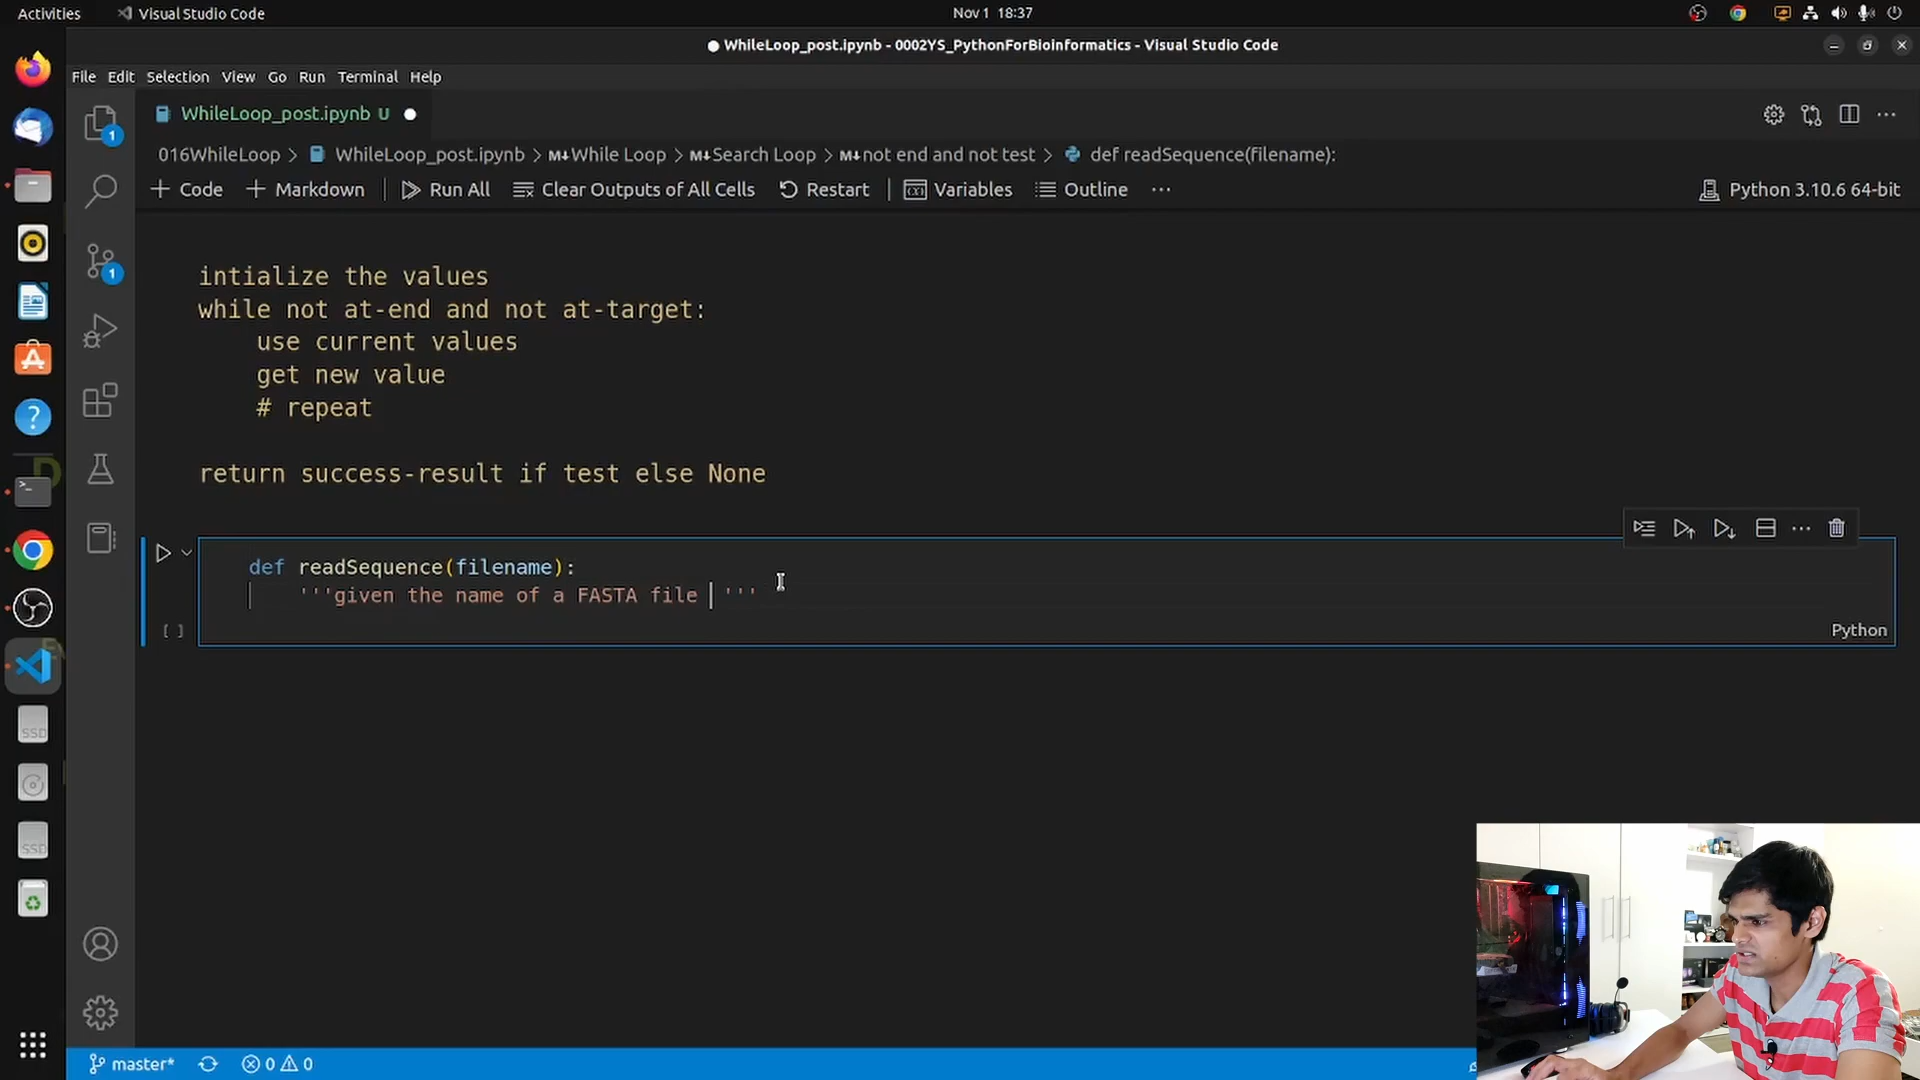 Activities
Visual Studio Code
Nov 1 18:37
WhileLoop_post.ipynb - 0002YS_PythonForBioinformatics - Visual Studio Code
File Edit Selection View Go Run Terminal Help
WhileLoop_post.ipynb U
016WhileLoop > WhileLoop_post.ipynb > M↓While Loop > M↓Search Loop > M↓not end and not test > def readSequence(filename):
+ Code + Markdown Run All Clear Outputs of All Cells Restart Variables Outline ... Python 3.10.6 64-bit
intialize the values
while not at-end and not at-target:
use current values
get new value
# repeat
return success-result if test else None
def readSequence(filename):
'''given the name of a FASTA file '''
[ ]
Python
1
1
SSD
SSD
master* 0 0